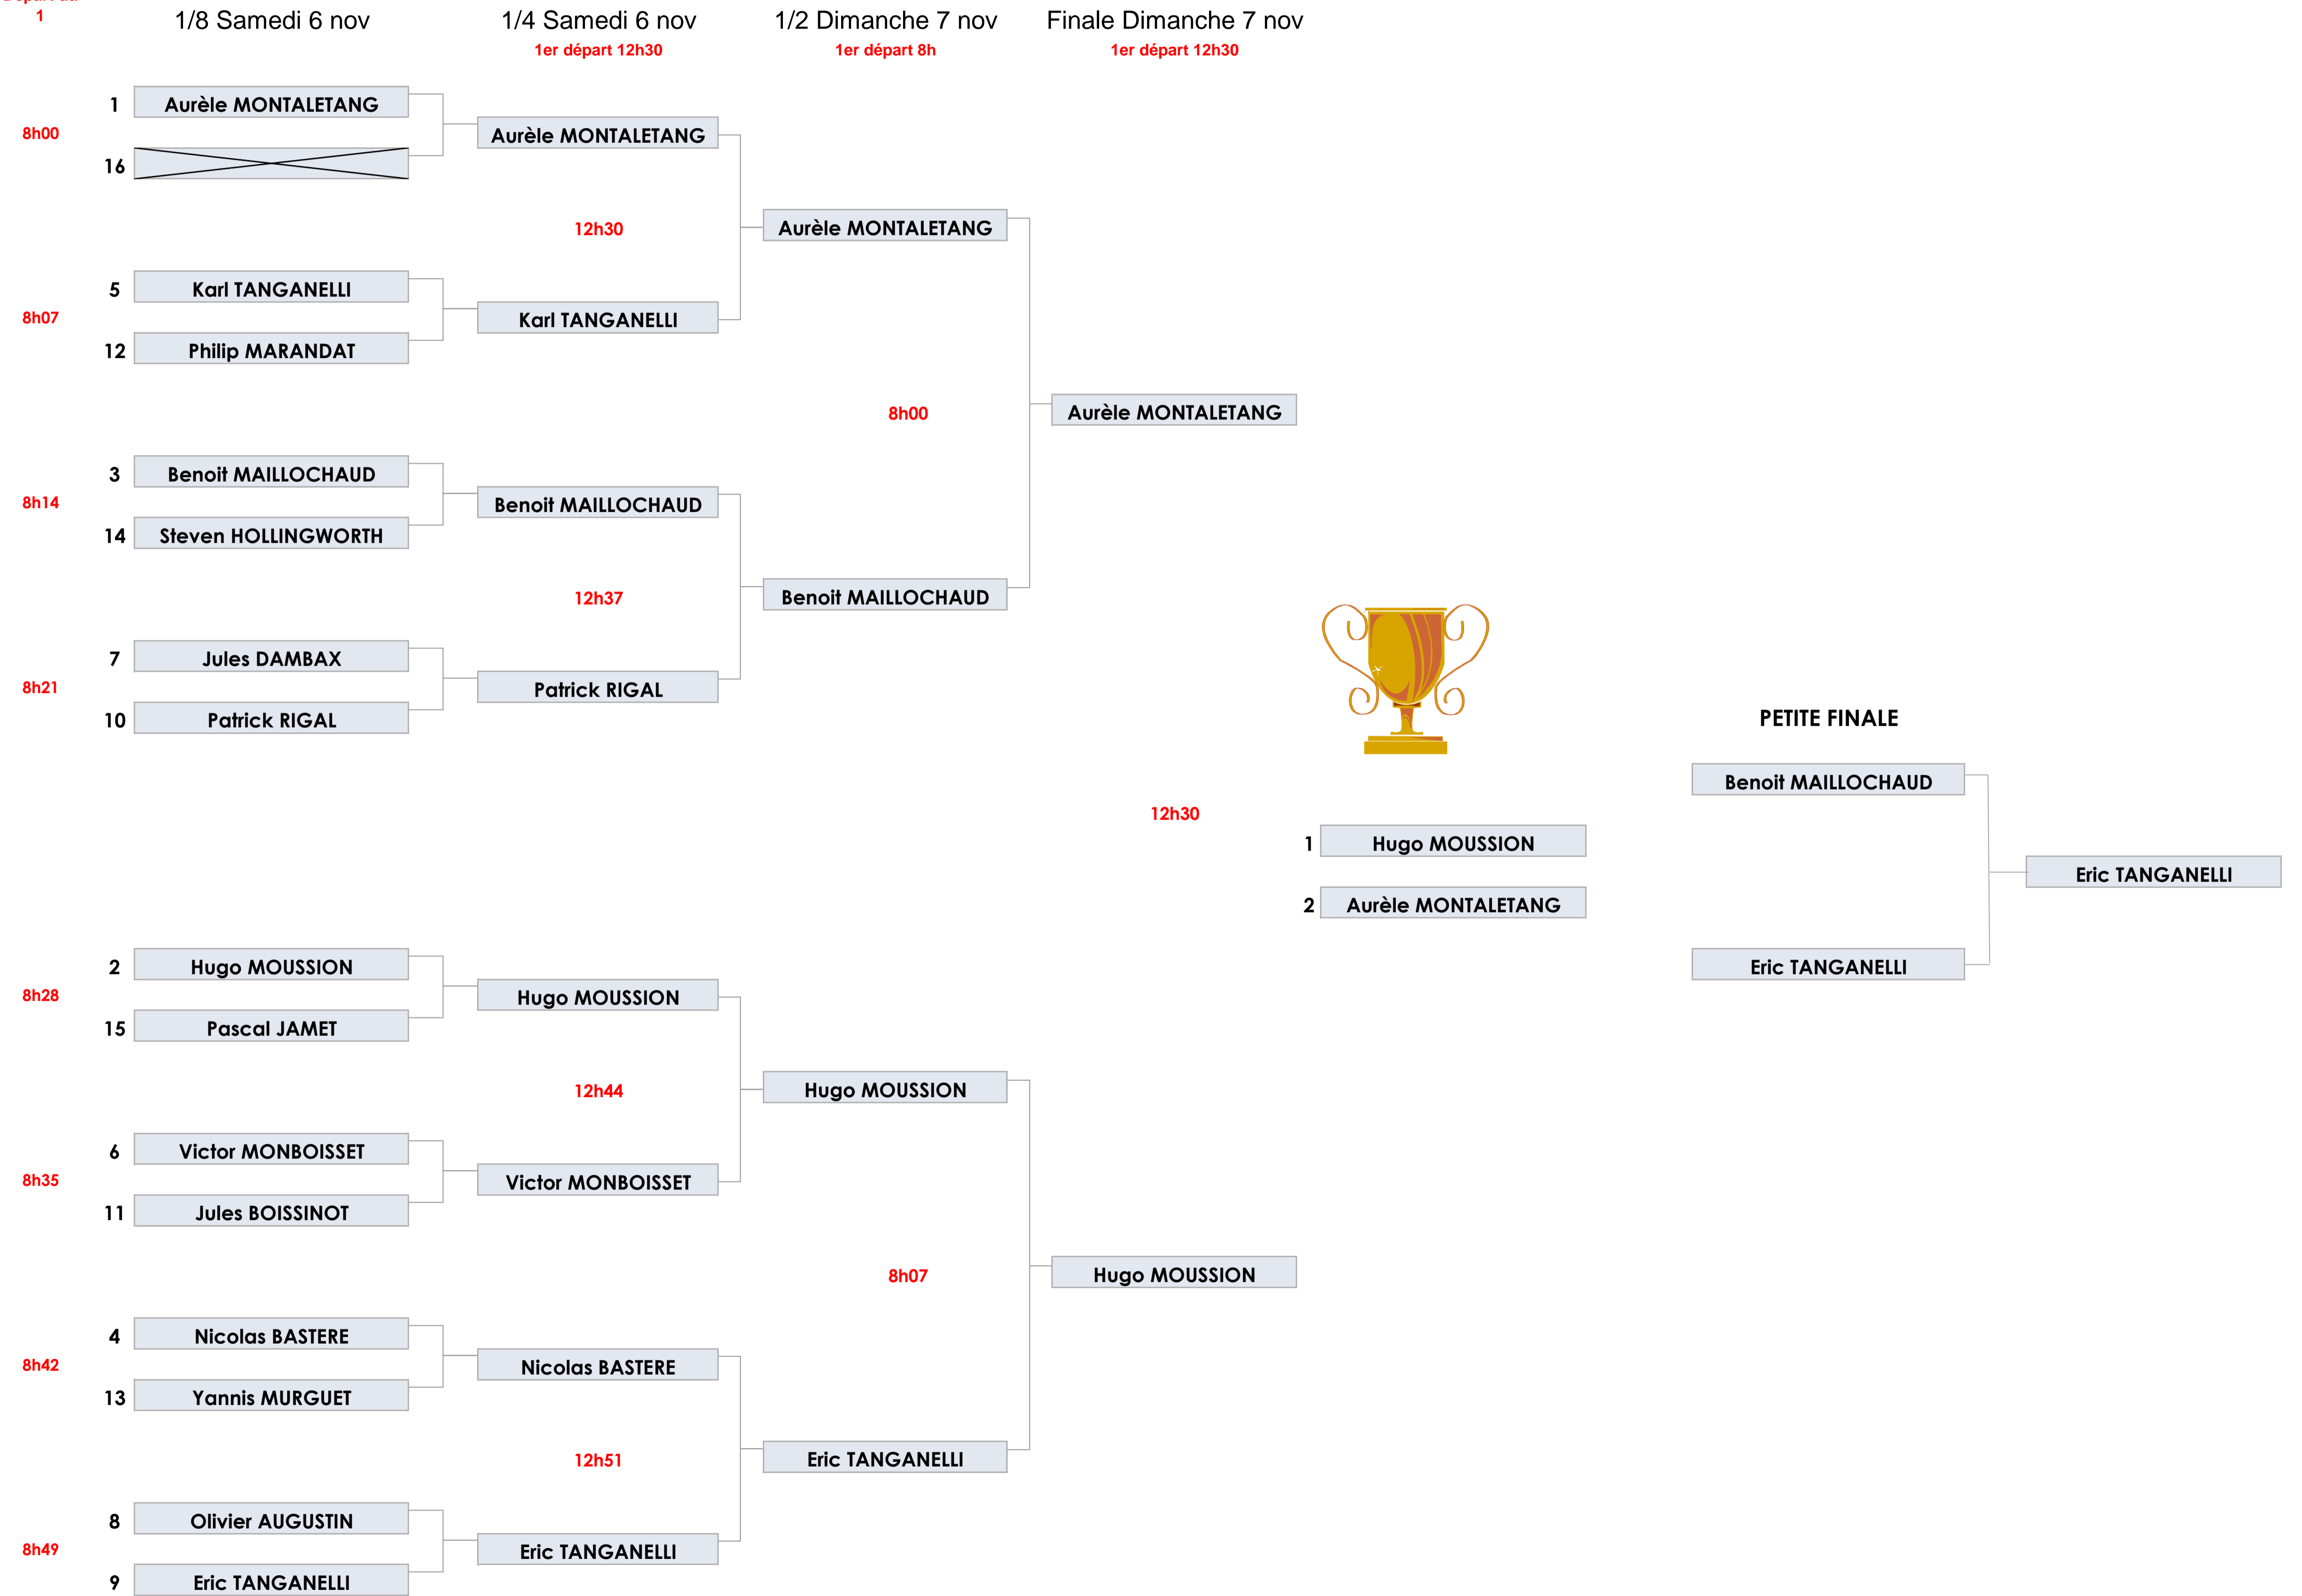 1
1/8 Samedi 6 nov
1/4 Samedi 6 nov
1/2 Dimanche 7 nov
Finale Dimanche 7 nov
1er départ 12h30
1er départ 8h
1er départ 12h30
1 Aurèle MONTALETANG
8h00
Aurèle MONTALETANG
16
12h30
Aurèle MONTALETANG
5 Karl TANGANELLI
8h07
Karl TANGANELLI
12 Philip MARANDAT
8h00
Aurèle MONTALETANG
3 Benoit MAILLOCHAUD
8h14
Benoit MAILLOCHAUD
14 Steven HOLLINGWORTH
12h37
Benoit MAILLOCHAUD
7 Jules DAMBAX
8h21
Patrick RIGAL
10 Patrick RIGAL
PETITE FINALE
Benoit MAILLOCHAUD
12h30
1 Hugo MOUSSION
Eric TANGANELLI
2 Aurèle MONTALETANG
2 Hugo MOUSSION
Eric TANGANELLI
8h28
Hugo MOUSSION
15 Pascal JAMET
12h44
Hugo MOUSSION
6 Victor MONBOISSET
8h35
Victor MONBOISSET
11 Jules BOISSINOT
8h07
Hugo MOUSSION
4 Nicolas BASTERE
8h42
Nicolas BASTERE
13 Yannis MURGUET
12h51
Eric TANGANELLI
8 Olivier AUGUSTIN
8h49
Eric TANGANELLI
9 Eric TANGANELLI